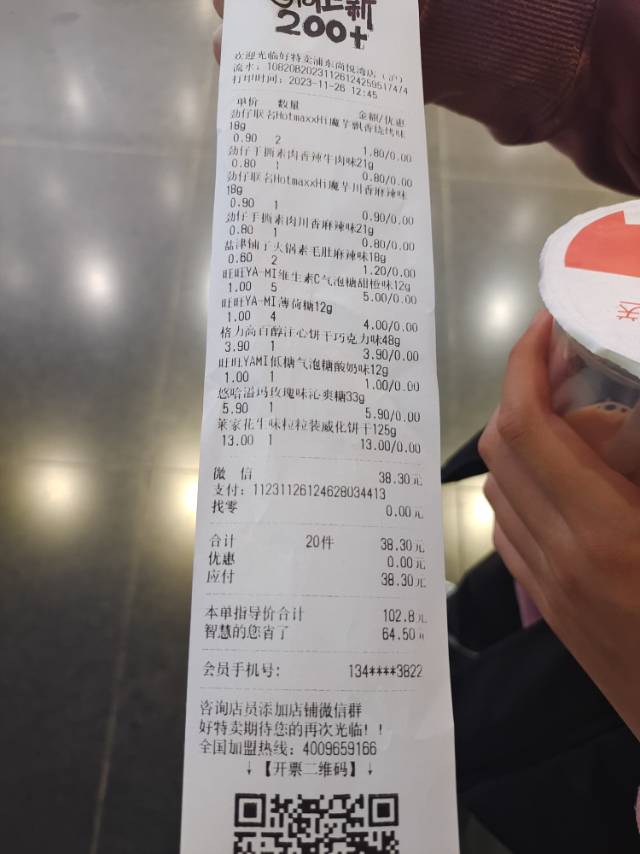 上新
200+
欢迎光临好特卖浦东尚悦湾店（沪）
流水：108208202311261242595174/4
打印时间：2023-11-26 12:45
单价 数量 金额/优惠
劲仔联名HotmaxxHi魔芋飘香烧烤味
18g
0.90 2 1.80/0.00
劲仔手撕素肉香辣牛肉味21g
0.80 1 0.80/0.00
劲仔联名HotmaxxHi魔芋川香麻辣味
18g
0.90 1 0.90/0.00
劲仔手撕素肉川香麻辣味21g
0.80 1 0.80/0.00
盐津铺子火锅素毛肚麻辣味18g
0.60 2 1.20/0.00
旺旺YA-MI维生素C气泡糖甜橙味12g
1.00 5 5.00/0.00
旺旺YA-MI薄荷糖12g
1.00 4 4.00/0.00
格力高百醇注心饼干巧克力味48g
3.90 1 3.90/0.00
旺旺YAMI低糖气泡糖酸奶味12g
1.00 1 1.00/0.00
悠哈溢玛玫瑰味沁爽糖33g
5.90 1 5.90/0.00
莱家花生味粒粒装威化饼干125g
13.00 1 13.00/0.00
微 信 38.30元
支付：11231126124628034413
找零 0.00元
合计 20件 38.30元
优惠 0.00元
应付 38.30元
本单指导价合计 102.8元
智慧的您省了 64.50元
会员手机号： 134****3822
咨询店员添加店铺微信群
好特卖期待您的再次光临！！
全国加盟热线：4009659166
↓【开票二维码】↓